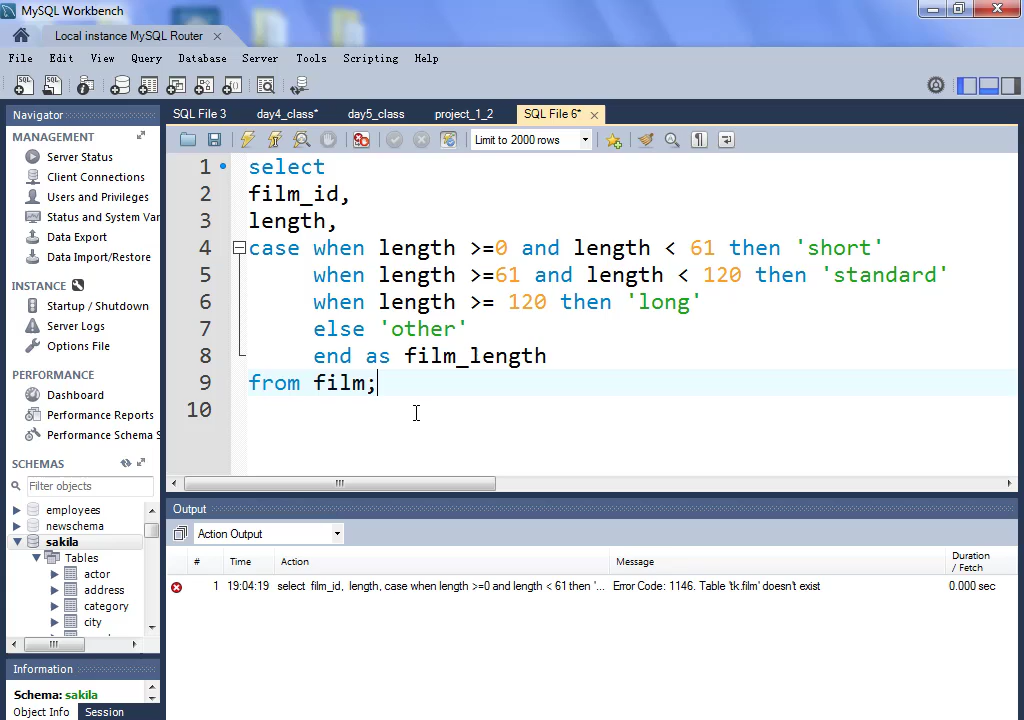 MySQL Workbench
Local instance MySQL Router ×
File Edit View Query Database Server Tools Scripting Help
Navigator
SQL File 3 day4_class* day5_class project_1_2 SQL File 6* ×
MANAGEMENT
Server Status
Client Connections
Users and Privileges
Status and System Var
Data Export
Data Import/Restore
INSTANCE
Startup / Shutdown
Server Logs
Options File
PERFORMANCE
Dashboard
Performance Reports
Performance Schema S
SCHEMAS
Filter objects
employees
newschema
sakila
Tables
actor
address
category
city
Information
Schema: sakila
Object Info Session
Limit to 2000 rows
1 select
2 film_id,
3 length,
4 case when length >=0 and length < 61 then 'short'
5 when length >=61 and length < 120 then 'standard'
6 when length >= 120 then 'long'
7 else 'other'
8 end as film_length
9 from film;
10
Output
Action Output
# Time Action Message Duration / Fetch
1 19:04:19 select film_id, length, case when length >=0 and length < 61 then '... Error Code: 1146. Table 'tk.film' doesn't exist 0.000 sec